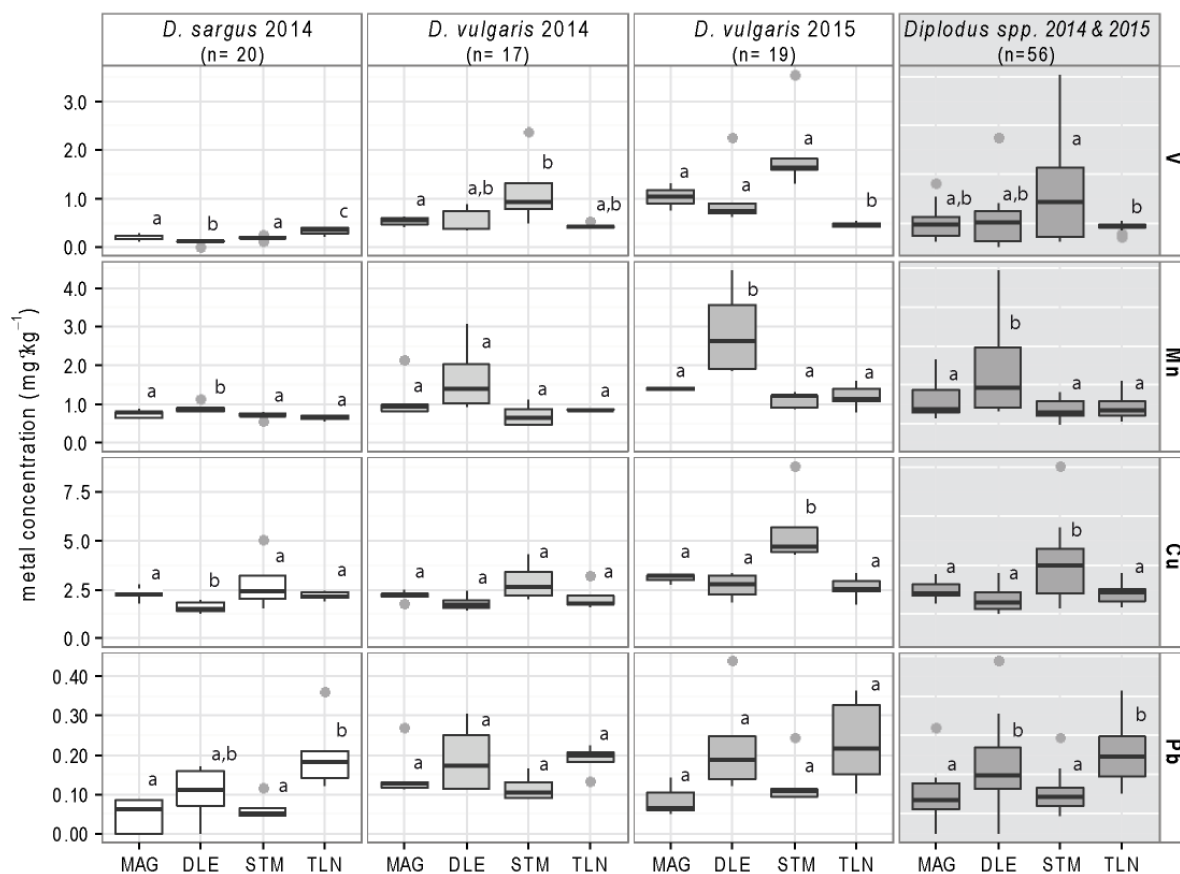 D. sargus 2014
(n= 20)
D. vulgaris 2014
(n= 17)
D. vulgaris 2015
(n= 19)
Diplodus spp. 2014 & 2015
(n=56)
metal concentration (mg·kg⁻¹)
3.0
2.0
1.0
0.0
a b a c
a a,b b a,b
a a a b
a,b a,b a b
V
4.0
3.0
2.0
1.0
0.0
a b a a
a a a a
a b a a
a b a a
Mn
7.5
5.0
2.5
0.0
a b a a
a a a a
a a b a
a a b a
Cu
0.40
0.30
0.20
0.10
0.00
a a,b a b
a a a a
a a a a
a b a b
Pb
MAG DLE STM TLN
MAG DLE STM TLN
MAG DLE STM TLN
MAG DLE STM TLN